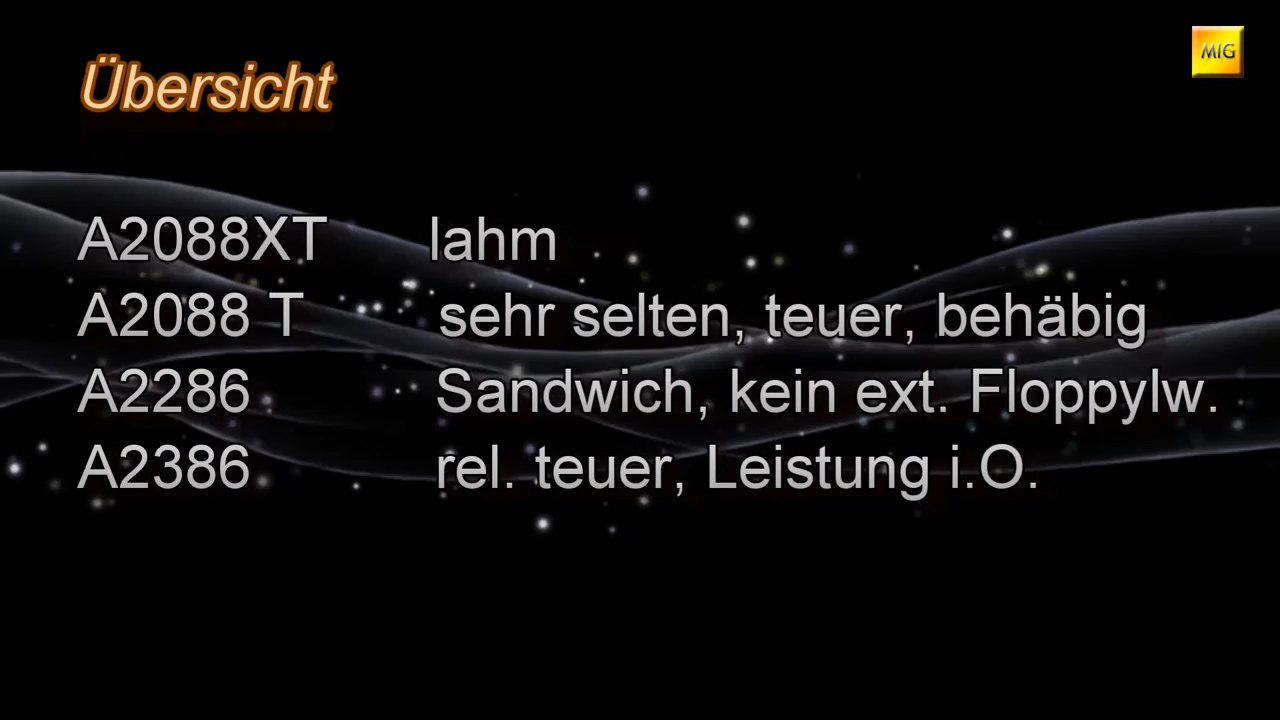 Übersicht
MIG
A2088XT lahm
A2088 T sehr selten, teuer, behäbig
A2286 Sandwich, kein ext. Floppylw.
A2386 rel. teuer, Leistung i.O.